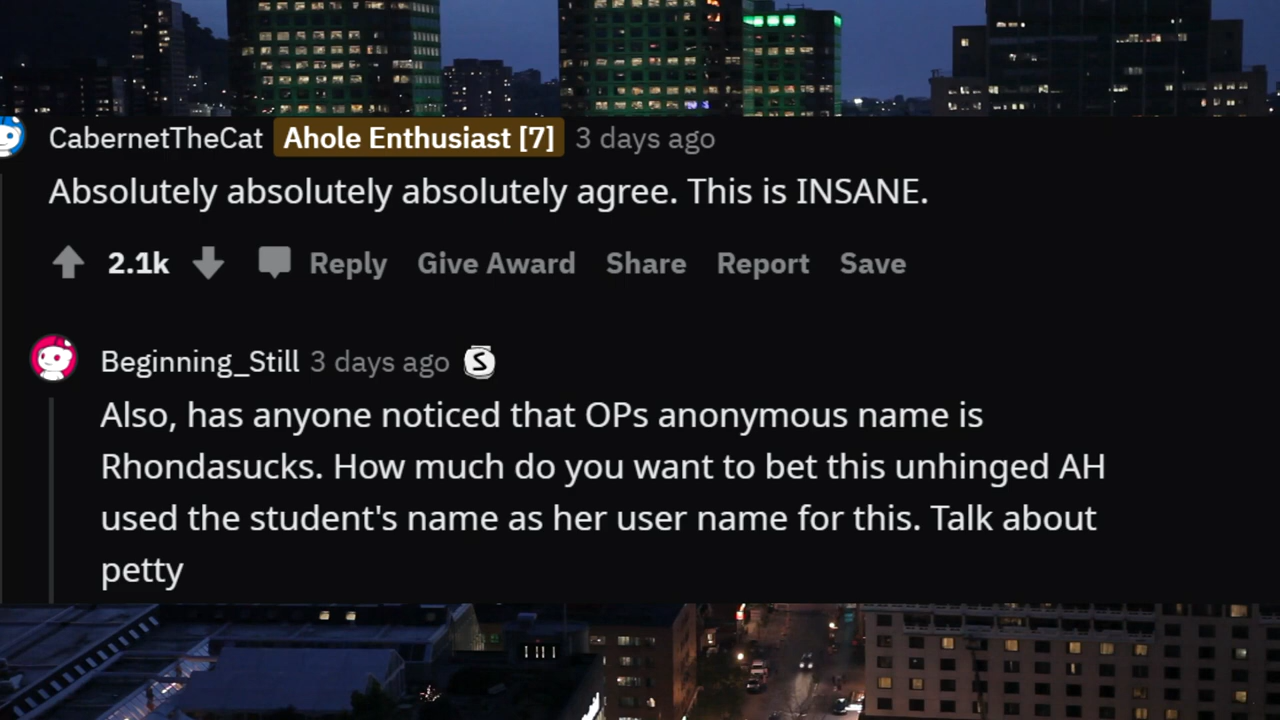 CabernetTheCat Ahole Enthusiast [7] 3 days ago
Absolutely absolutely absolutely agree. This is INSANE.
2.1k Reply Give Award Share Report Save
Beginning_Still 3 days ago S
Also, has anyone noticed that OPs anonymous name is
Rhondasucks. How much do you want to bet this unhinged AH
used the student's name as her user name for this. Talk about
petty